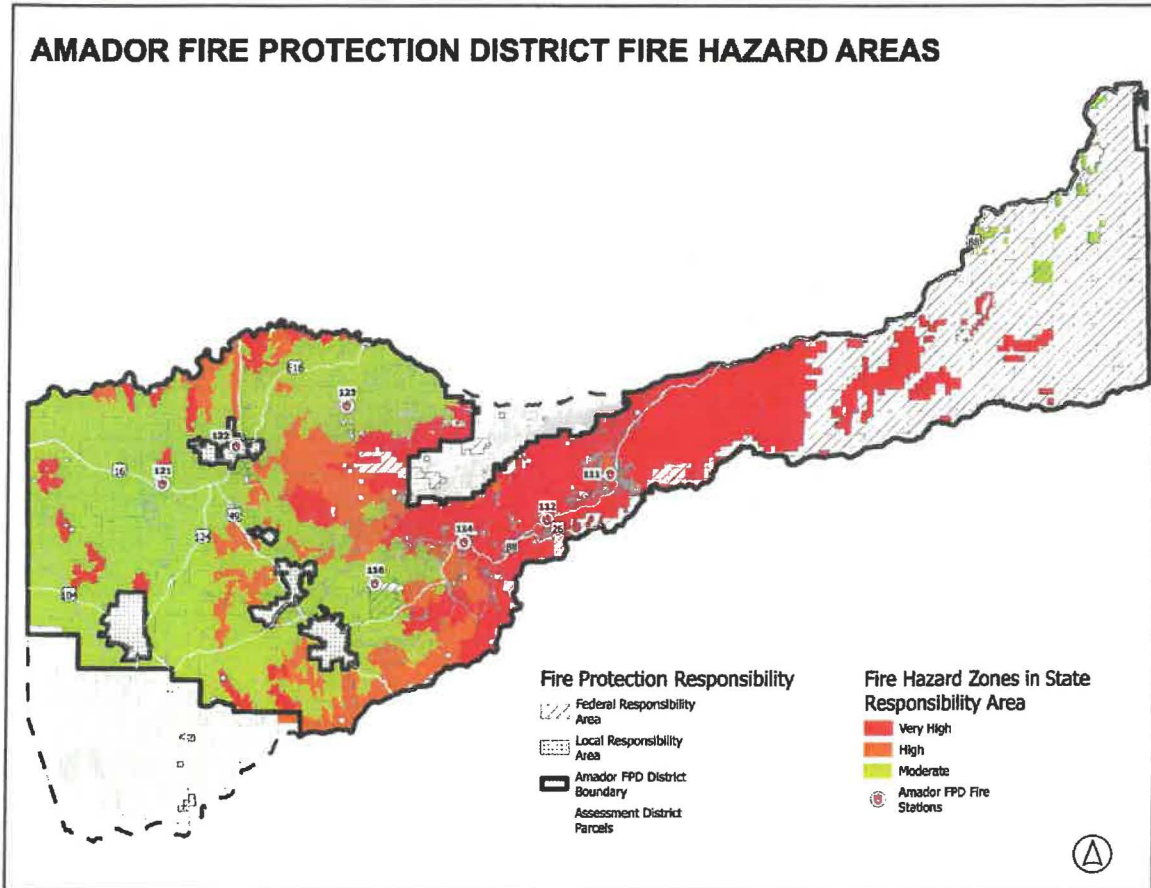 AMADOR FIRE PROTECTION DISTRICT FIRE HAZARD AREAS
88
E16
123
122
16
121
49
124
111
112
26
114
88
116
104
Fire Protection Responsibility
Federal Responsibility
Area
Local Responsibility
Area
Amador FPD District
Boundary
Assessment District
Parcels
Fire Hazard Zones in State
Responsibility Area
Very High
High
Moderate
Amador FPD Fire
Stations